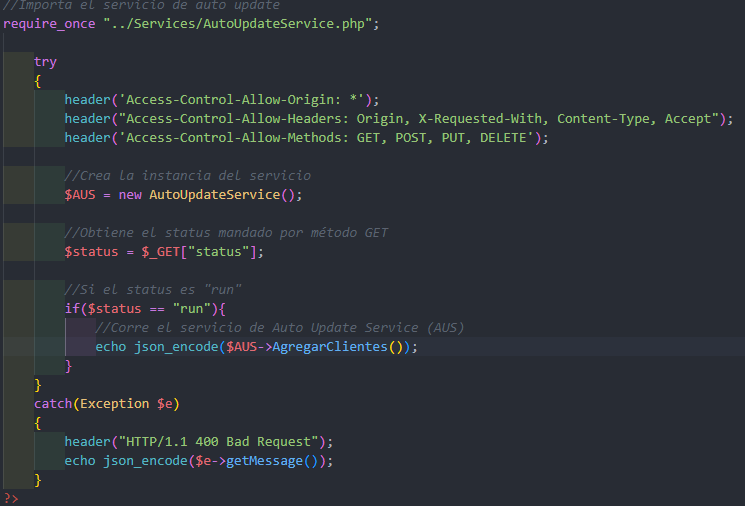 //Importa el servicio de auto update
require_once "../Services/AutoUpdateService.php";
try
{
header('Access-Control-Allow-Origin: *');
header("Access-Control-Allow-Headers: Origin, X-Requested-With, Content-Type, Accept");
header('Access-Control-Allow-Methods: GET, POST, PUT, DELETE');
//Crea la instancia del servicio
$AUS = new AutoUpdateService();
//Obtiene el status mandado por método GET
$status = $_GET["status"];
//Si el status es "run"
if($status == "run"){
//Corre el servicio de Auto Update Service (AUS)
echo json_encode($AUS->AgregarClientes());
}
}
catch(Exception $e)
{
header("HTTP/1.1 400 Bad Request");
echo json_encode($e->getMessage());
}
?>